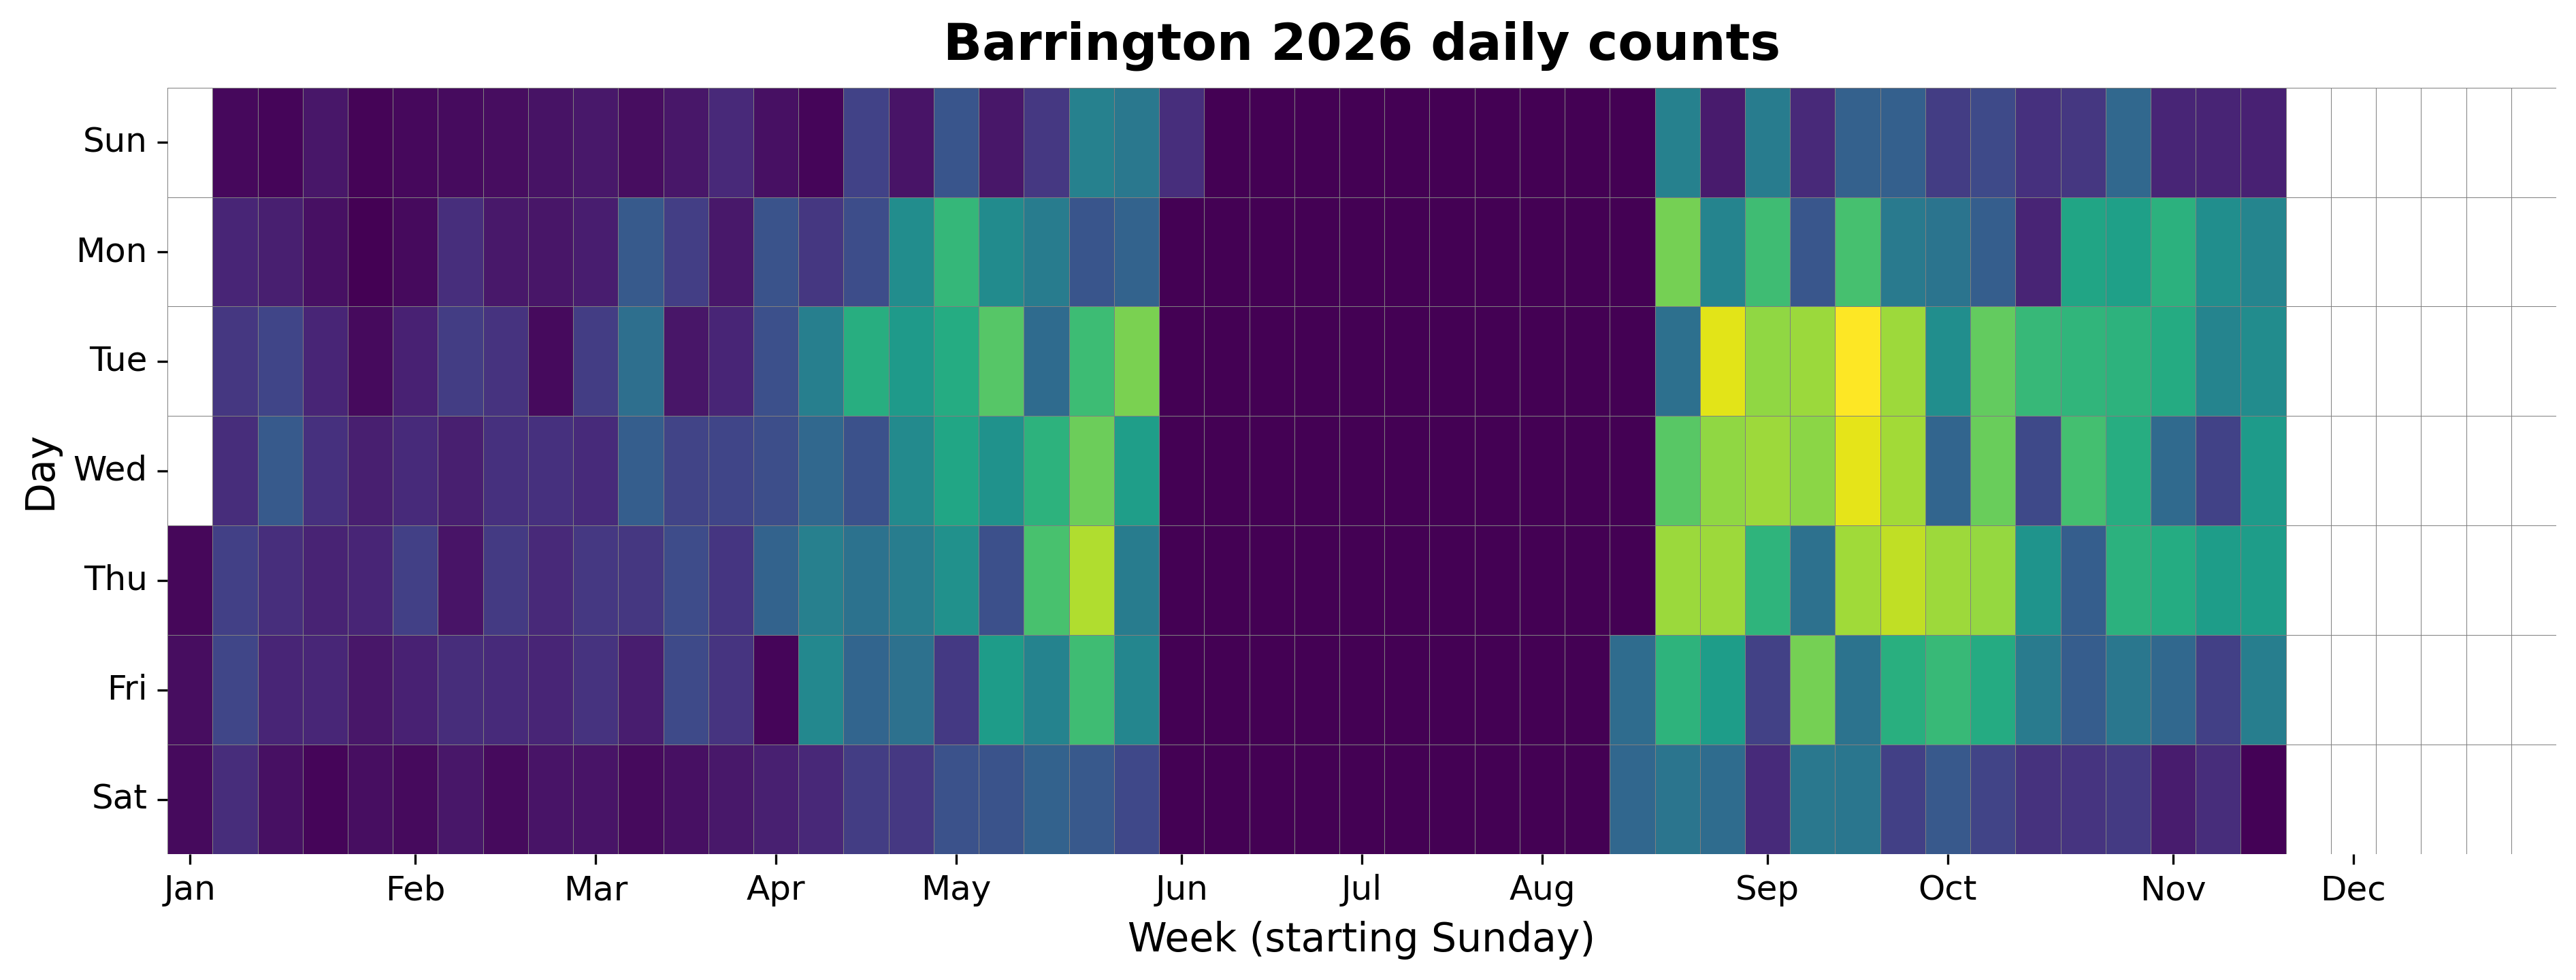 Barrington 2026 daily counts
Day
Sun
Mon
Tue
Wed
Thu
Fri
Sat
Jan Feb Mar Apr May Jun Jul Aug Sep Oct Nov Dec
Week (starting Sunday)